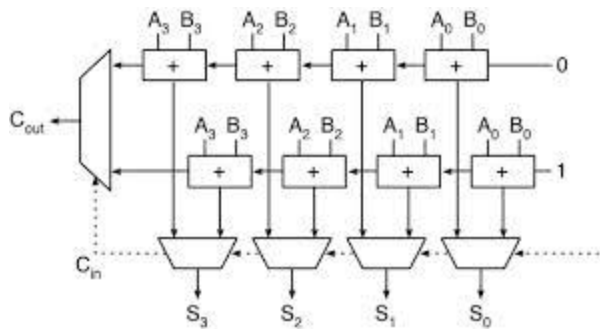 A3 B3 A2 B2 A1 B1 A0 B0
+ + + + 0
Cout
A3 B3 A2 B2 A1 B1 A0 B0
+ + + + 1
Cin
S3 S2 S1 S0